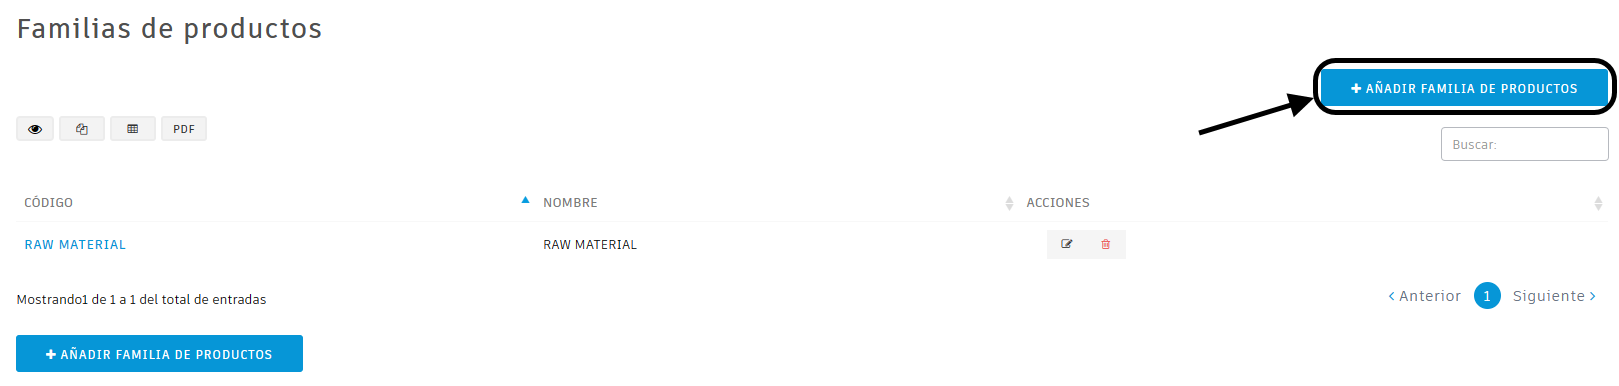 Familias de productos
AÑADIR FAMILIA DE PRODUCTOS
PDF
Buscar:
CÓDIGO NOMBRE ACCIONES
RAW MATERIAL RAW MATERIAL
Mostrando1 de 1 a 1 del total de entradas
Anterior 1 Siguiente
AÑADIR FAMILIA DE PRODUCTOS